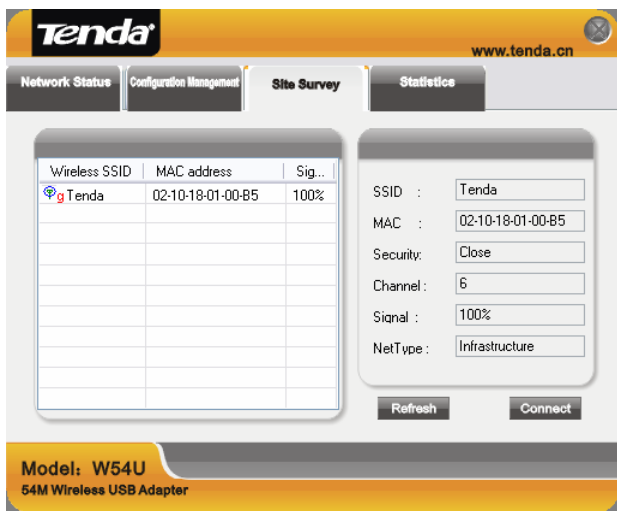 Tenda
www.tenda.cn
Network Status
Configuration Management
Site Survey
Statistics
Wireless SSID MAC address Sig...
g Tenda 02-10-18-01-00-B5 100%
SSID : Tenda
MAC : 02-10-18-01-00-B5
Security: Close
Channel : 6
Signal : 100%
NetType : Infrastructure
Refresh Connect
Model: W54U
54M Wireless USB Adapter